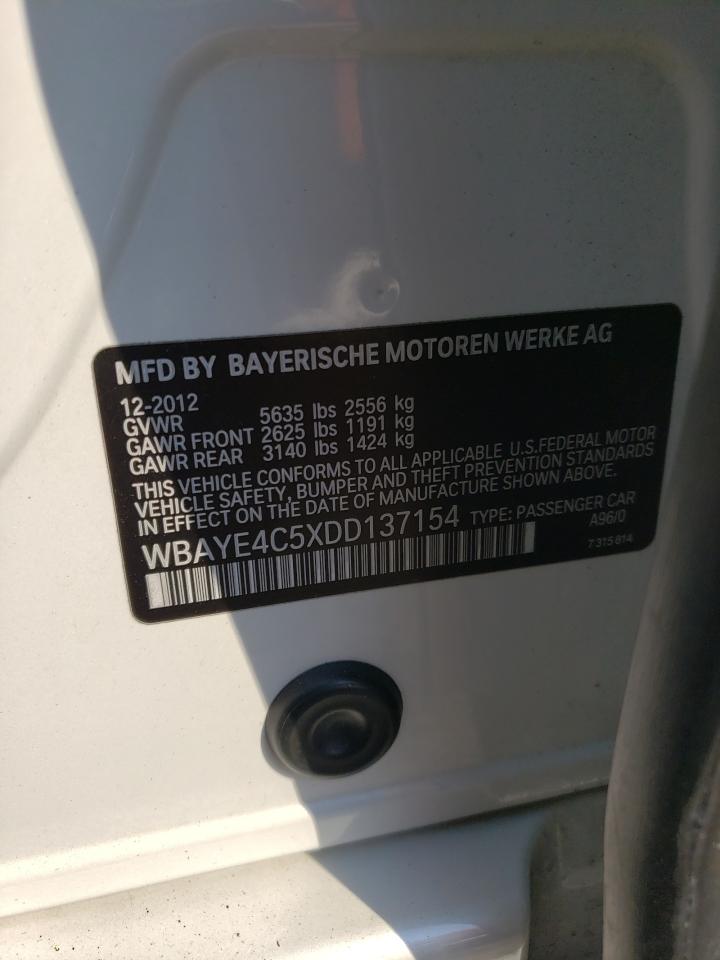 MFD BY BAYERISCHE MOTOREN WERKE AG
12-2012
GVWR 5635 lbs 2556 kg
GAWR FRONT 2625 lbs 1191 kg
GAWR REAR 3140 lbs 1424 kg
THIS VEHICLE CONFORMS TO ALL APPLICABLE U.S.FEDERAL MOTOR
VEHICLE SAFETY, BUMPER AND THEFT PREVENTION STANDARDS
IN EFFECT ON THE DATE OF MANUFACTURE SHOWN ABOVE.
WBAYE4C5XDD137154 TYPE: PASSENGER CAR
A96/0
7 315 814